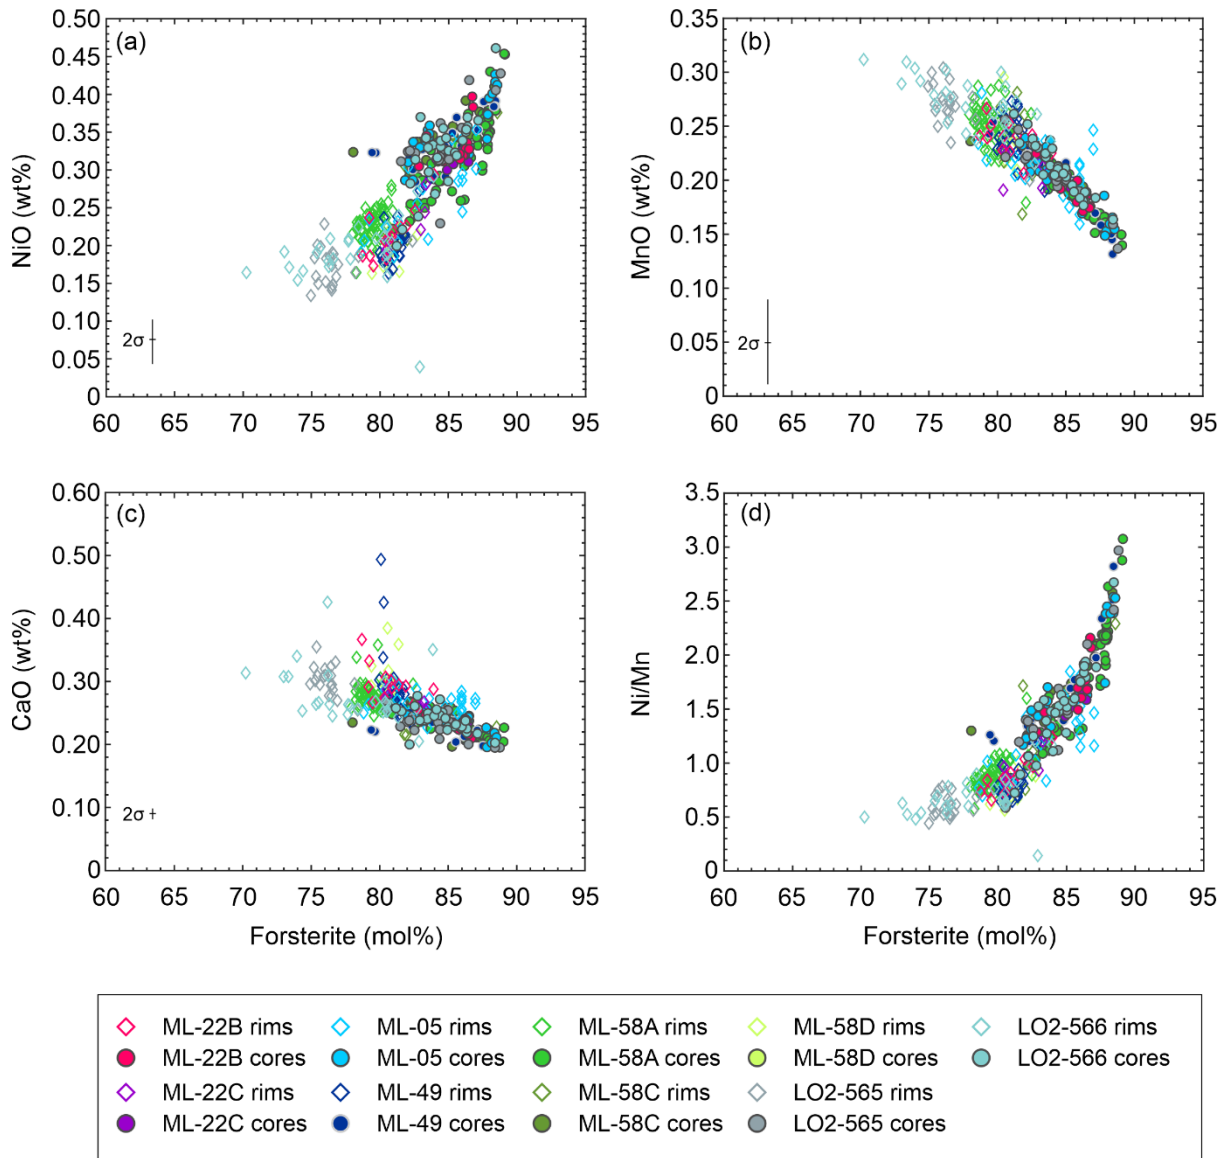 (a)
NiO (wt%)
0.50
0.45
0.40
0.35
0.30
0.25
0.20
0.15
0.10
0.05
0
2σ
60 65 70 75 80 85 90 95
(b)
MnO (wt%)
0.35
0.30
0.25
0.20
0.15
0.10
0.05
0
2σ
60 65 70 75 80 85 90 95
(c)
CaO (wt%)
0.60
0.50
0.40
0.30
0.20
0.10
0
2σ
60 65 70 75 80 85 90 95
Forsterite (mol%)
(d)
Ni/Mn
3.5
3.0
2.5
2.0
1.5
1.0
0.5
0
60 65 70 75 80 85 90 95
Forsterite (mol%)
ML-22B rims ML-05 rims ML-58A rims ML-58D rims LO2-566 rims
ML-22B cores ML-05 cores ML-58A cores ML-58D cores LO2-566 cores
ML-22C rims ML-49 rims ML-58C rims LO2-565 rims
ML-22C cores ML-49 cores ML-58C cores LO2-565 cores